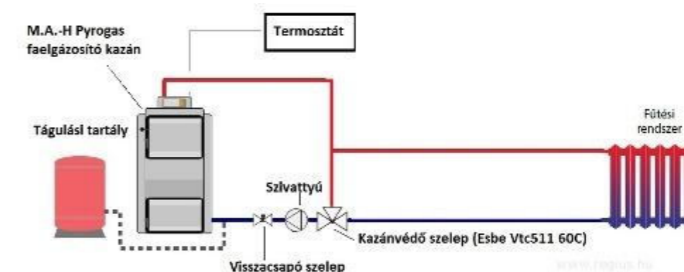 M.A.-H Pyrogas
faelgázosító kazán
Termosztát
Tágulási tartály
Fűtési
rendszer
Szivattyú
Kazánvédő szelep (Esbe Vtc511 60C)
Visszacsapó szelep